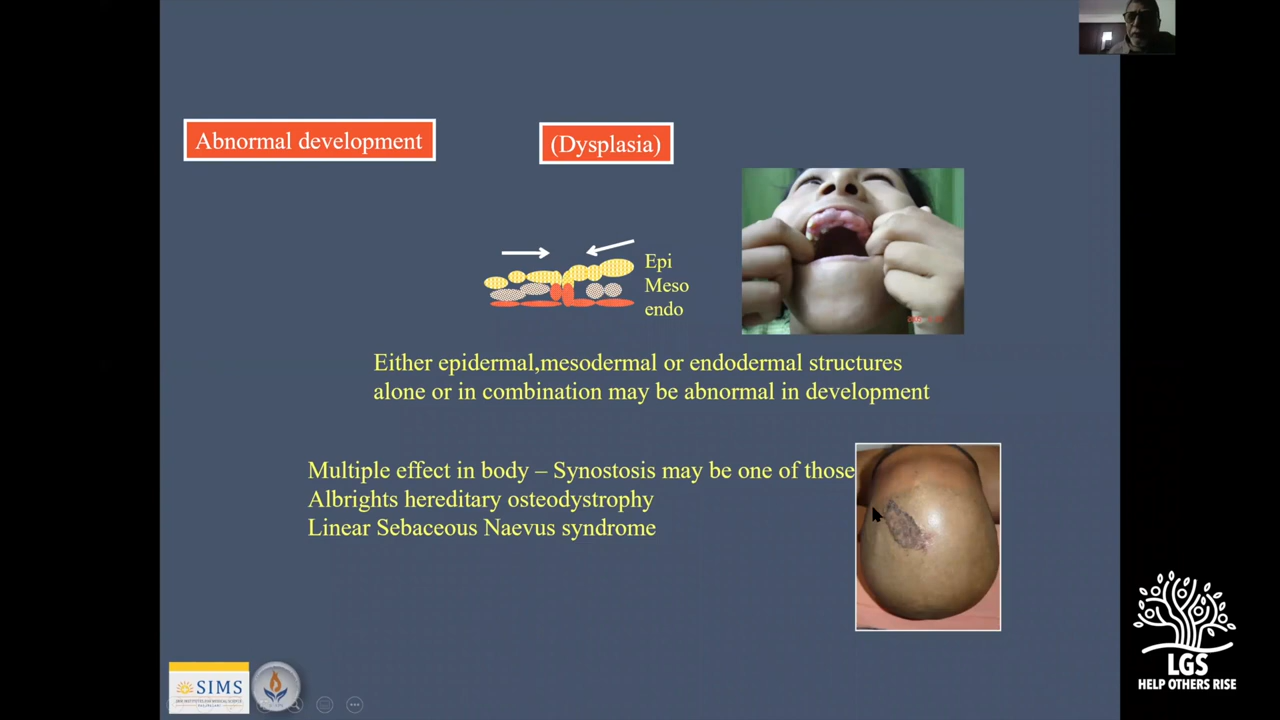 Abnormal development
(Dysplasia)
Epi
Meso
endo
Either epidermal,mesodermal or endodermal structures
alone or in combination may be abnormal in development
Multiple effect in body – Synostosis may be one of those
Albrights hereditary osteodystrophy
Linear Sebaceous Naevus syndrome
SIMS
LGS
HELP OTHERS RISE